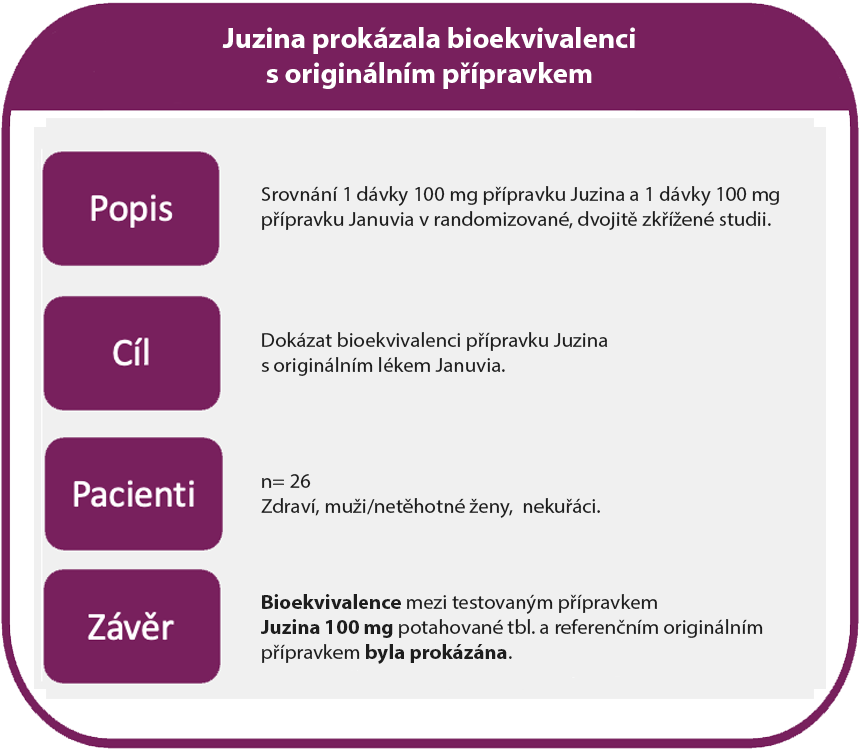 Juzina prokázala bioekvivalenci
s originálním přípravkem
Popis
Srovnání 1 dávky 100 mg přípravku Juzina a 1 dávky 100 mg
přípravku Januvia v randomizované, dvojitě zkřížené studii.
Cíl
Dokázat bioekvivalenci přípravku Juzina
s originálním lékem Januvia.
Pacienti
n= 26
Zdraví, muži/netěhotné ženy, nekuřáci.
Závěr
Bioekvivalence mezi testovaným přípravkem
Juzina 100 mg potahované tbl. a referenčním originálním
přípravkem byla prokázána.